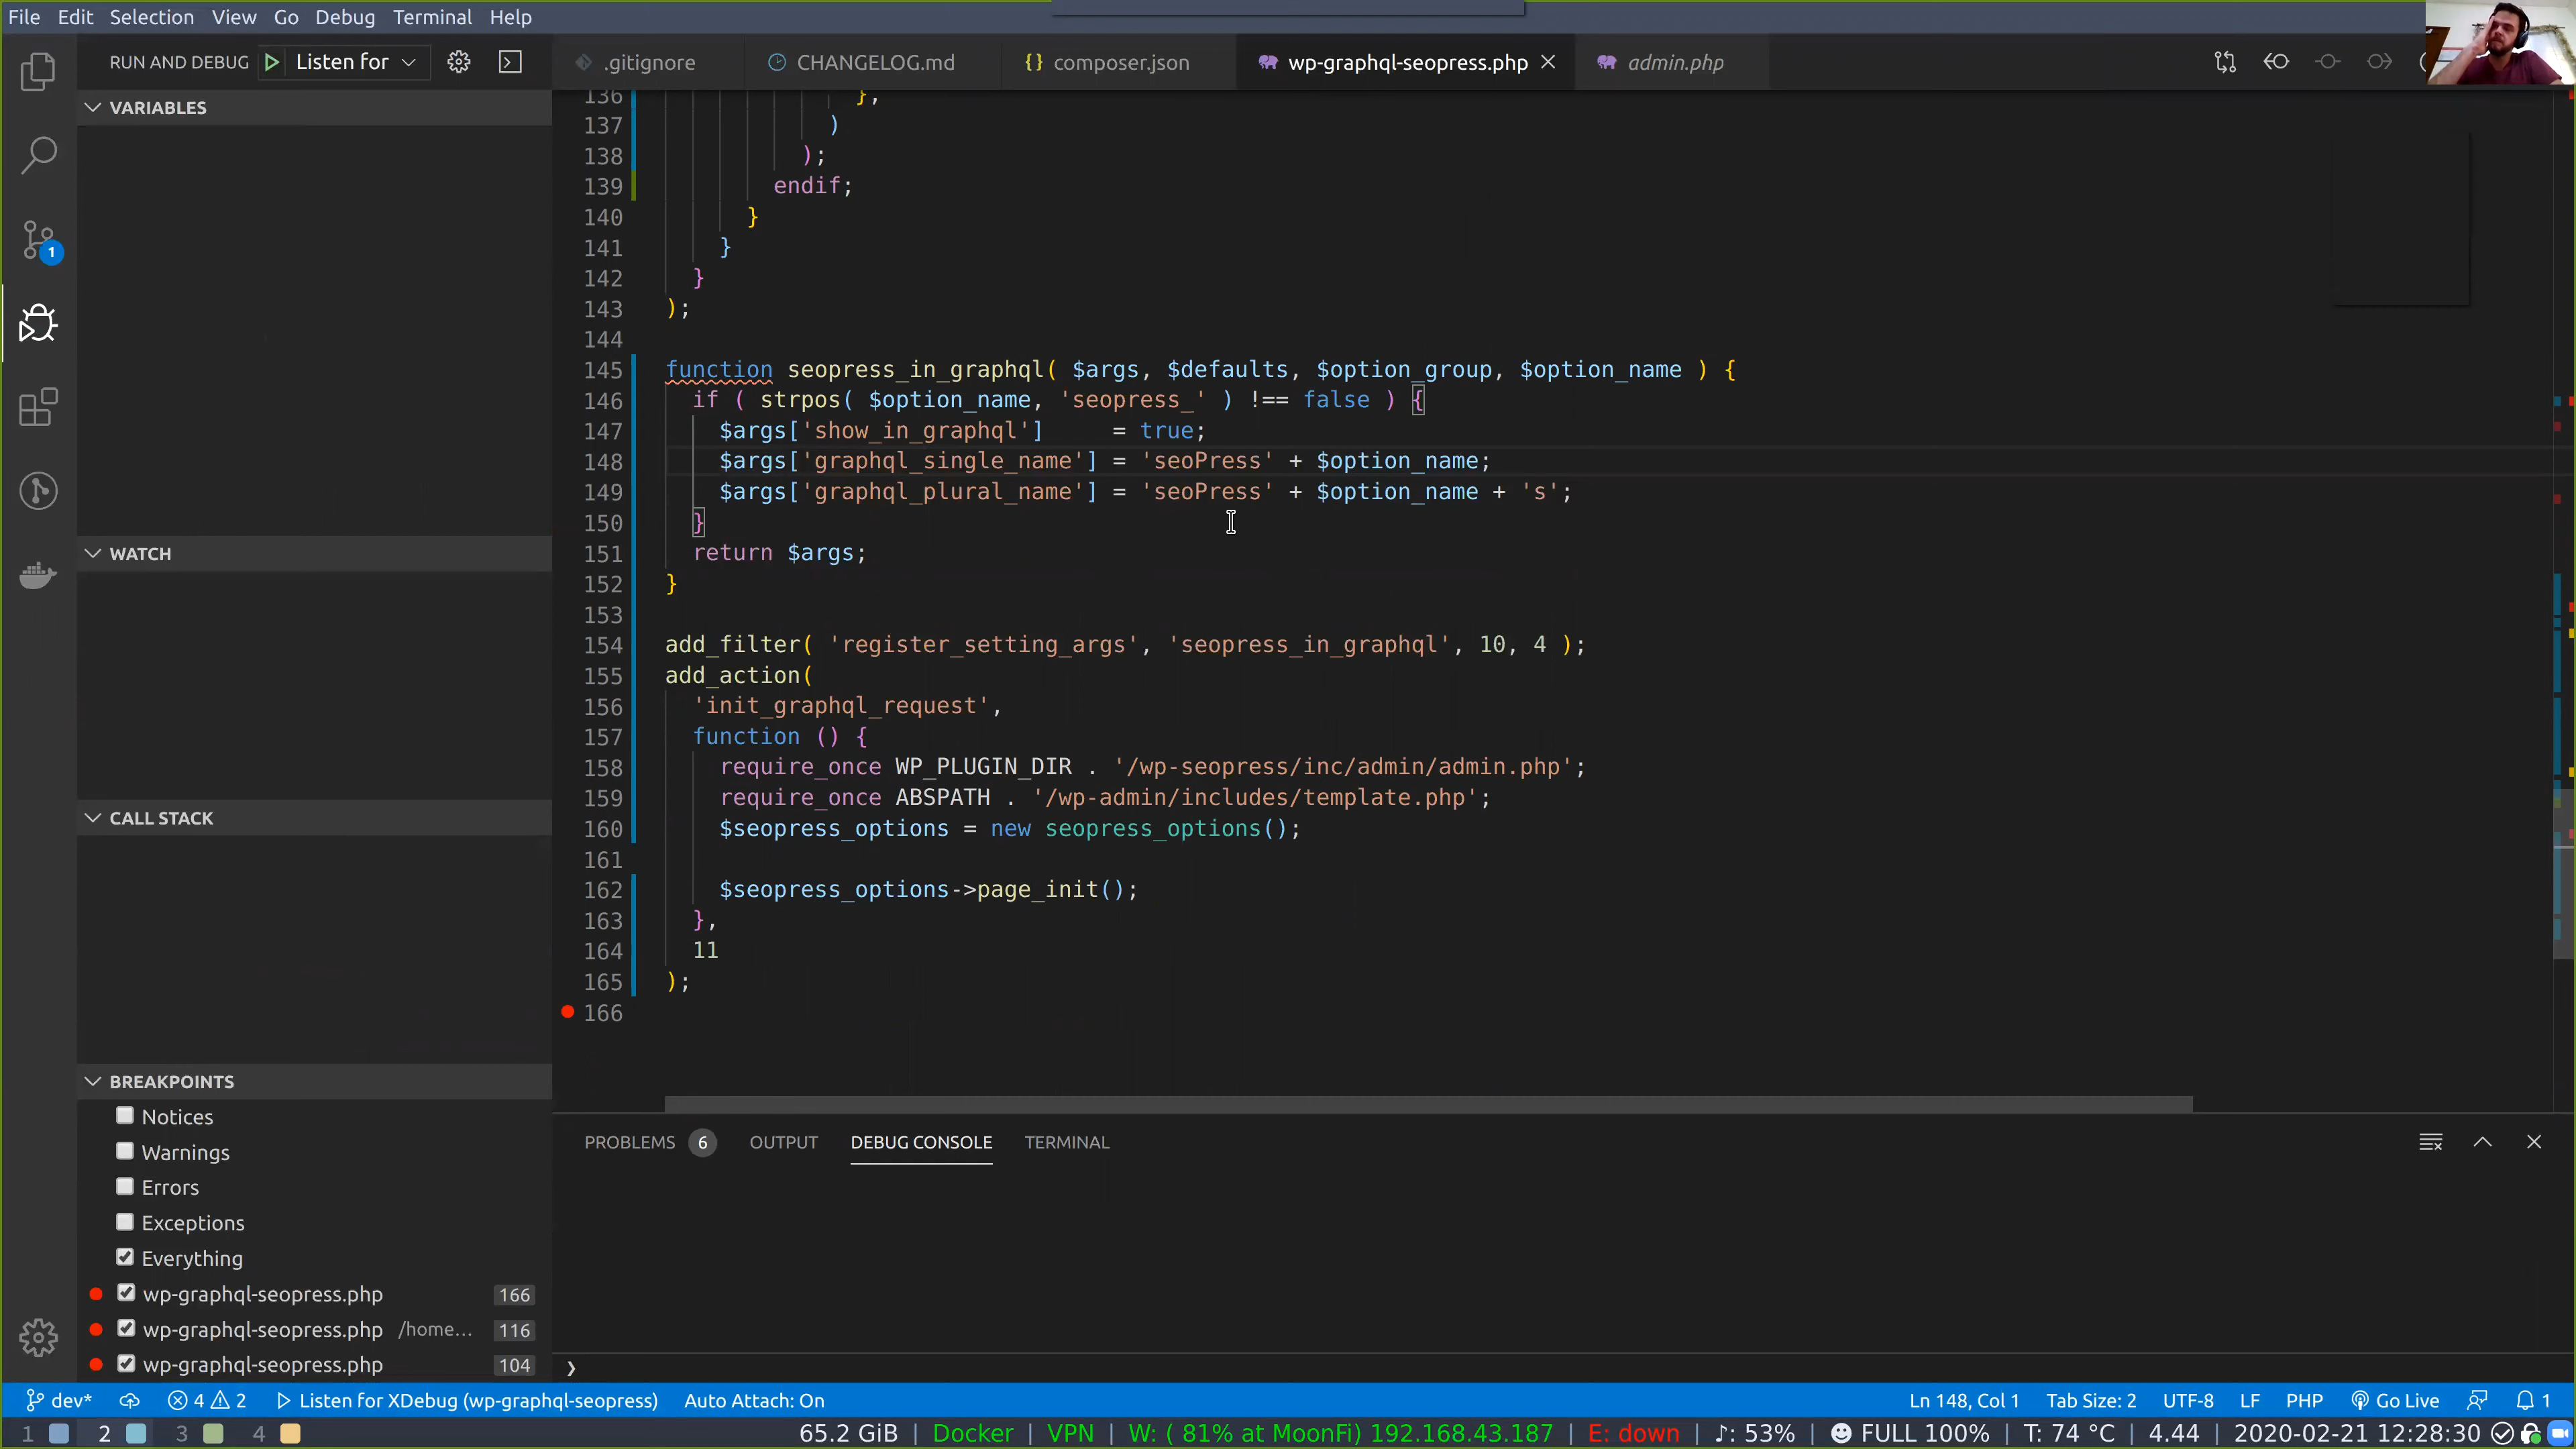 File Edit Selection View Go Debug Terminal Help
RUN AND DEBUG Listen for
.gitignore CHANGELOG.md {} composer.json wp-graphql-seopress.php admin.php
VARIABLES
WATCH
CALL STACK
BREAKPOINTS
Notices
Warnings
Errors
Exceptions
Everything
wp-graphql-seopress.php 166
wp-graphql-seopress.php /home... 116
wp-graphql-seopress.php 104
1
136 },
137 )
138 );
139 endif;
140 }
141 }
142 }
143 );
144
145 function seopress_in_graphql( $args, $defaults, $option_group, $option_name ) {
146 if ( strpos( $option_name, 'seopress_' ) !== false ) {
147 $args['show_in_graphql'] = true;
148 $args['graphql_single_name'] = 'seoPress' + $option_name;
149 $args['graphql_plural_name'] = 'seoPress' + $option_name + 's';
150 }
151 return $args;
152 }
153
154 add_filter( 'register_setting_args', 'seopress_in_graphql', 10, 4 );
155 add_action(
156 'init_graphql_request',
157 function () {
158 require_once WP_PLUGIN_DIR . '/wp-seopress/inc/admin/admin.php';
159 require_once ABSPATH . '/wp-admin/includes/template.php';
160 $seopress_options = new seopress_options();
161
162 $seopress_options->page_init();
163 },
164 11
165 );
166
PROBLEMS 6 OUTPUT DEBUG CONSOLE TERMINAL
dev* 4 2 Listen for XDebug (wp-graphql-seopress) Auto Attach: On Ln 148, Col 1 Tab Size: 2 UTF-8 LF PHP Go Live 1
1 2 3 4 65.2 GiB | Docker | VPN | W: ( 81% at MoonFi) 192.168.43.187 | E: down | ♪: 53% | FULL 100% | T: 74 °C | 4.44 | 2020-02-21 12:28:30